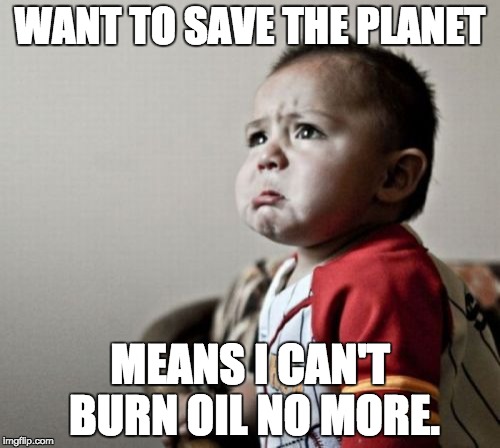 WANT TO SAVE THE PLANET
MEANS I CAN'T
BURN OIL NO MORE.
imgflip.com